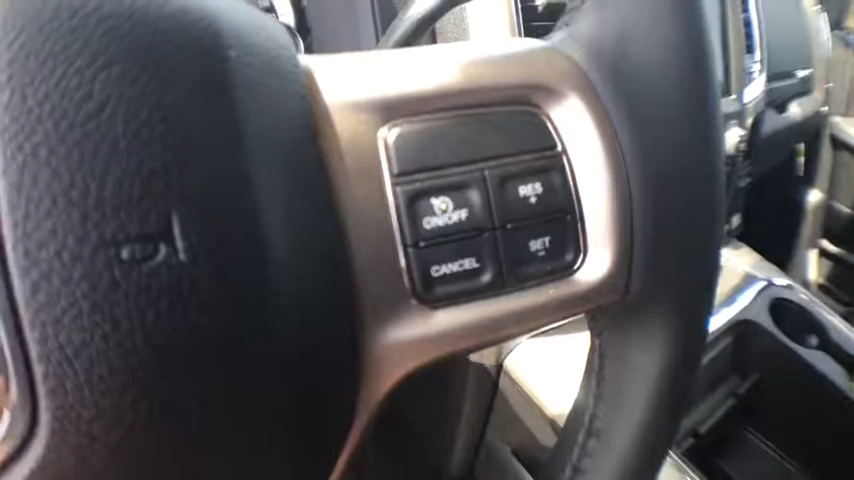 ON/OFF
RES
+
CANCEL
SET
-